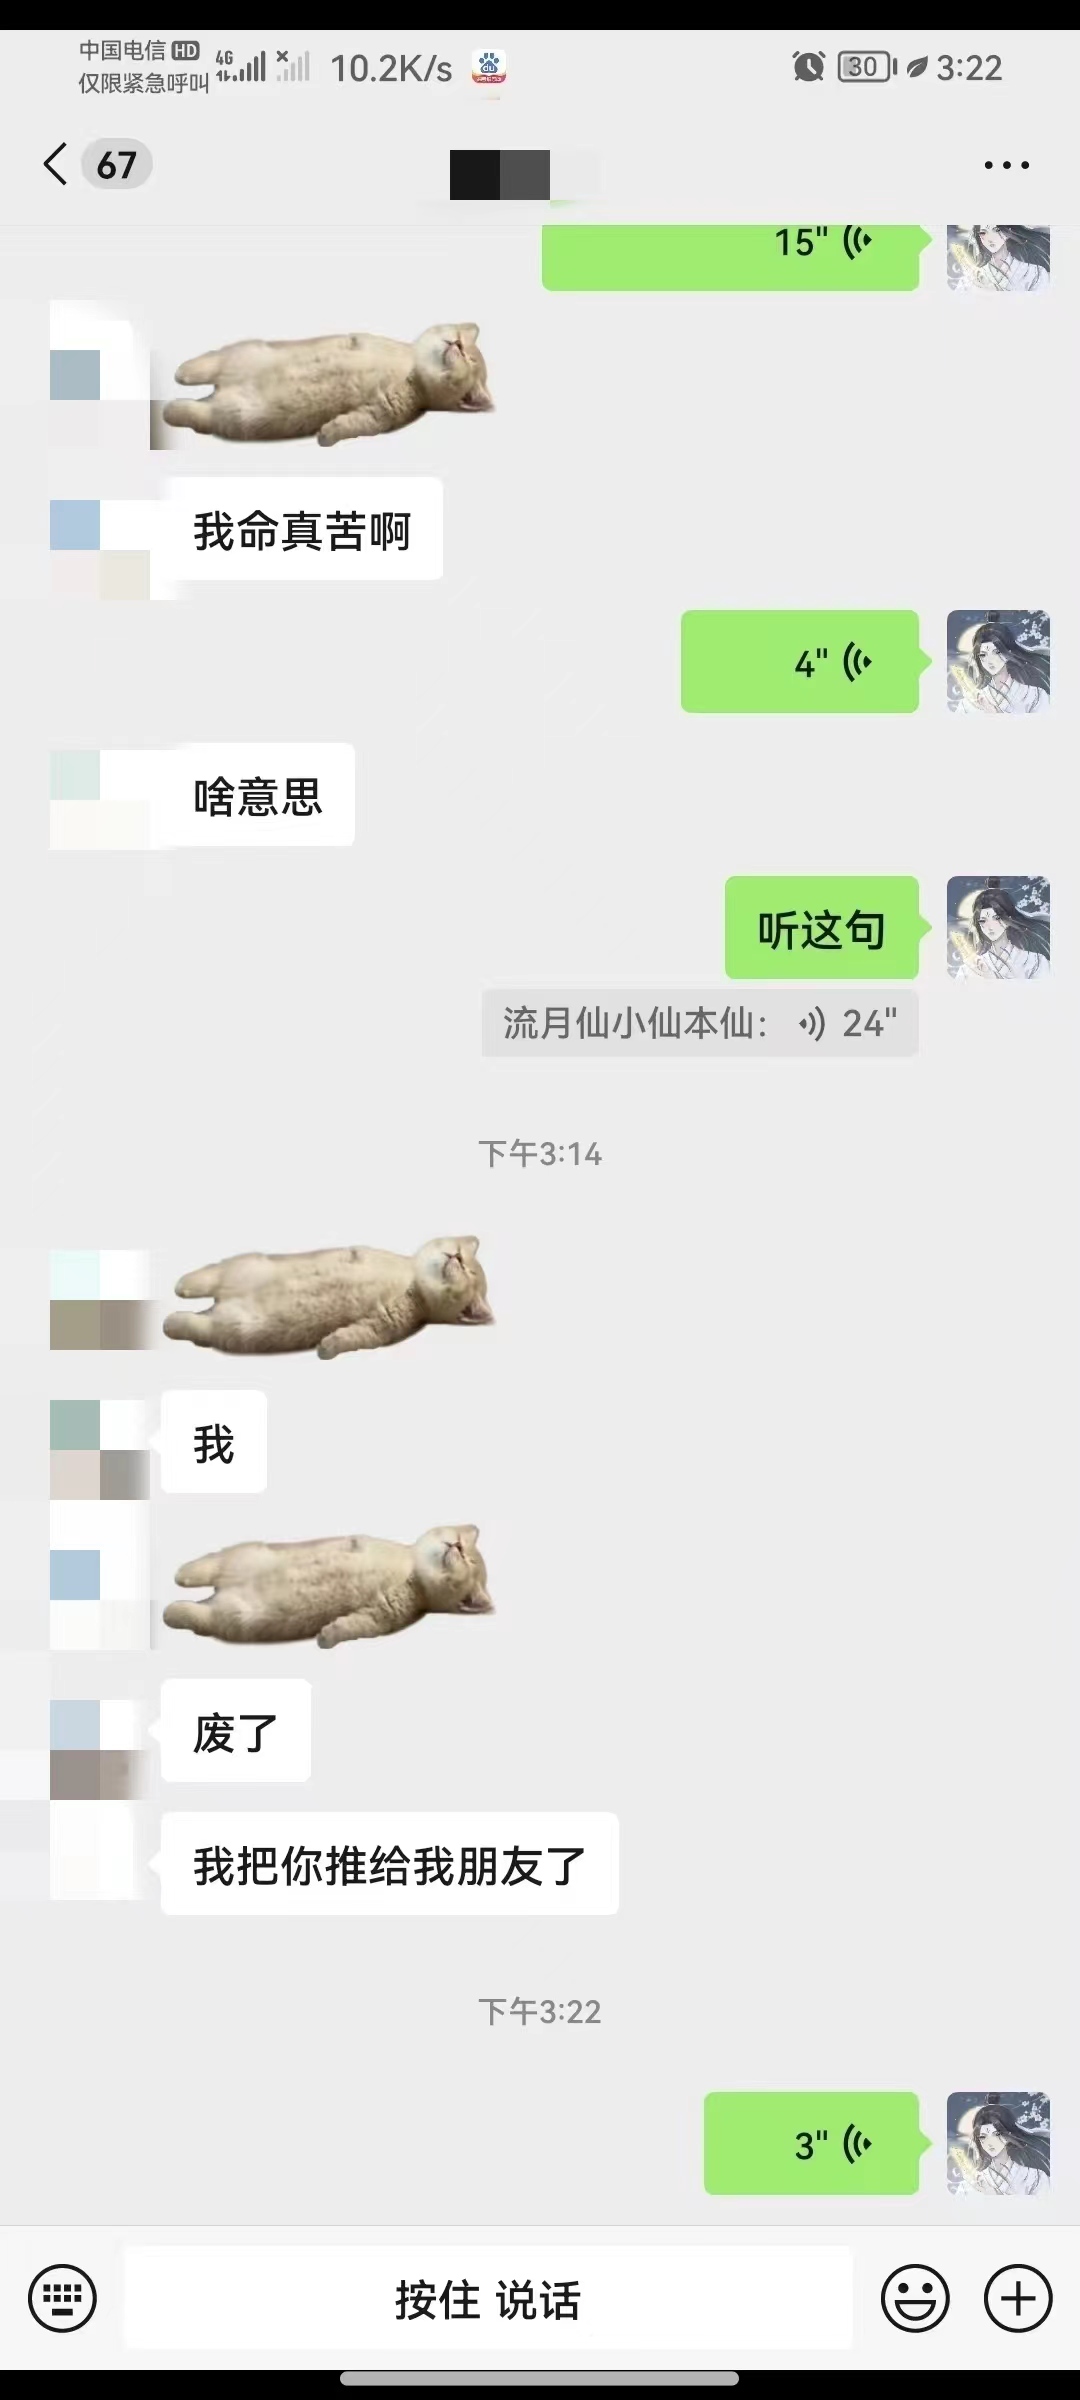 中国电信 HD
仅限紧急呼叫
4G
10.2K/s
du
30
3:22
67
15"
我命真苦啊
4"
啥意思
听这句
流月仙小仙本仙： 24"
下午3:14
我
废了
我把你推给我朋友了
下午3:22
3"
按住 说话